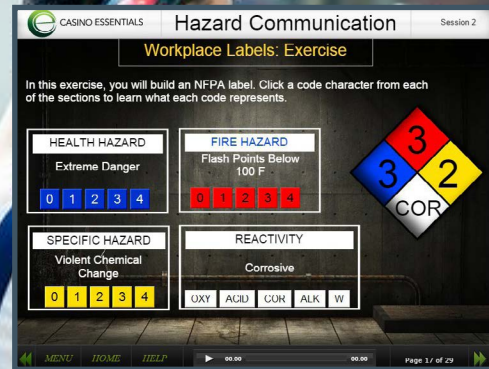 CASINO ESSENTIALS
Hazard Communication
Session 2
Workplace Labels: Exercise
In this exercise, you will build an NFPA label. Click a code character from each
of the sections to learn what each code represents.
HEALTH HAZARD
Extreme Danger
0 1 2 3 4
FIRE HAZARD
Flash Points Below
100 F
0 1 2 3 4
3
3 2
COR
SPECIFIC HAZARD
Violent Chemical
Change
0 1 2 3 4
REACTIVITY
Corrosive
OXY ACID COR ALK W
MENU HOME HELP
00.00 00.00
Page 17 of 29